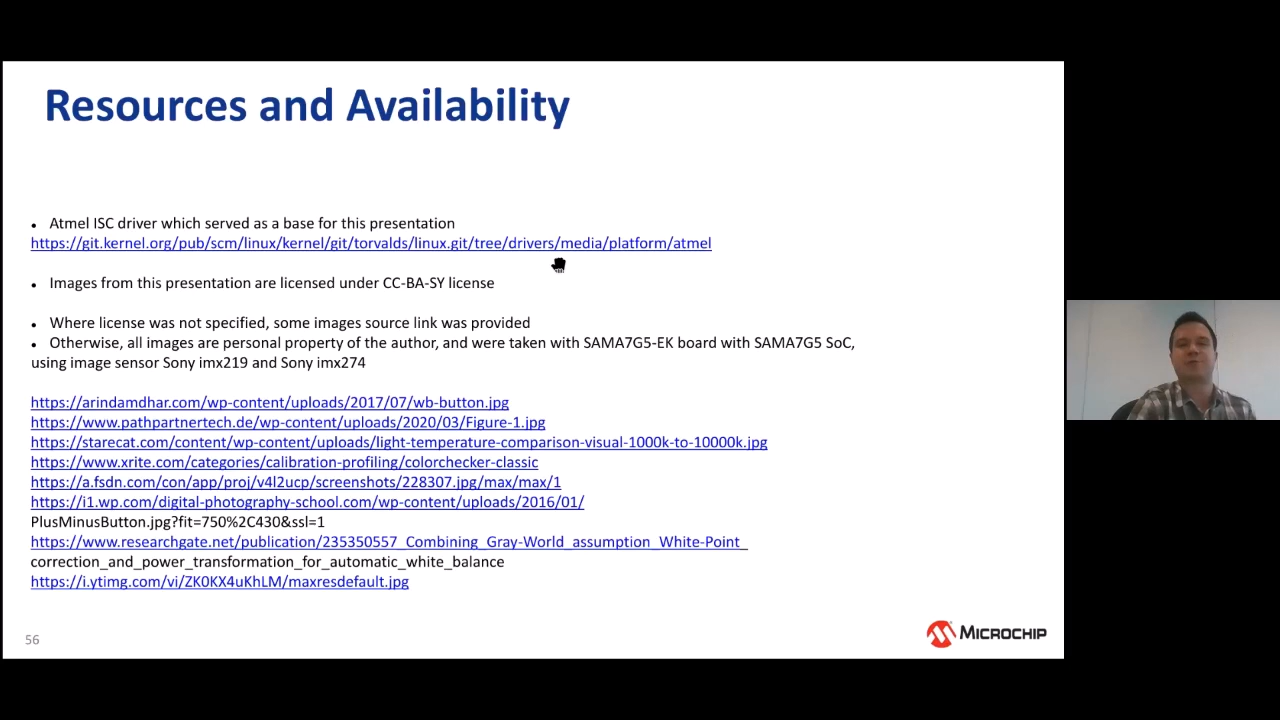 Resources and Availability
• Atmel ISC driver which served as a base for this presentation
https://git.kernel.org/pub/scm/linux/kernel/git/torvalds/linux.git/tree/drivers/media/platform/atmel
• Images from this presentation are licensed under CC-BA-SY license
• Where license was not specified, some images source link was provided
• Otherwise, all images are personal property of the author, and were taken with SAMA7G5-EK board with SAMA7G5 SoC,
using image sensor Sony imx219 and Sony imx274
https://arindamdhar.com/wp-content/uploads/2017/07/wb-button.jpg
https://www.pathpartnertech.de/wp-content/uploads/2020/03/Figure-1.jpg
https://starecat.com/content/wp-content/uploads/light-temperature-comparison-visual-1000k-to-10000k.jpg
https://www.xrite.com/categories/calibration-profiling/colorchecker-classic
https://a.fsdn.com/con/app/proj/v4l2ucp/screenshots/228307.jpg/max/max/1
https://i1.wp.com/digital-photography-school.com/wp-content/uploads/2016/01/
PlusMinusButton.jpg?fit=750%2C430&ssl=1
https://www.researchgate.net/publication/235350557_Combining_Gray-World_assumption_White-Point_
correction_and_power_transformation_for_automatic_white_balance
https://i.ytimg.com/vi/ZK0KX4uKhLM/maxresdefault.jpg
56
MICROCHIP